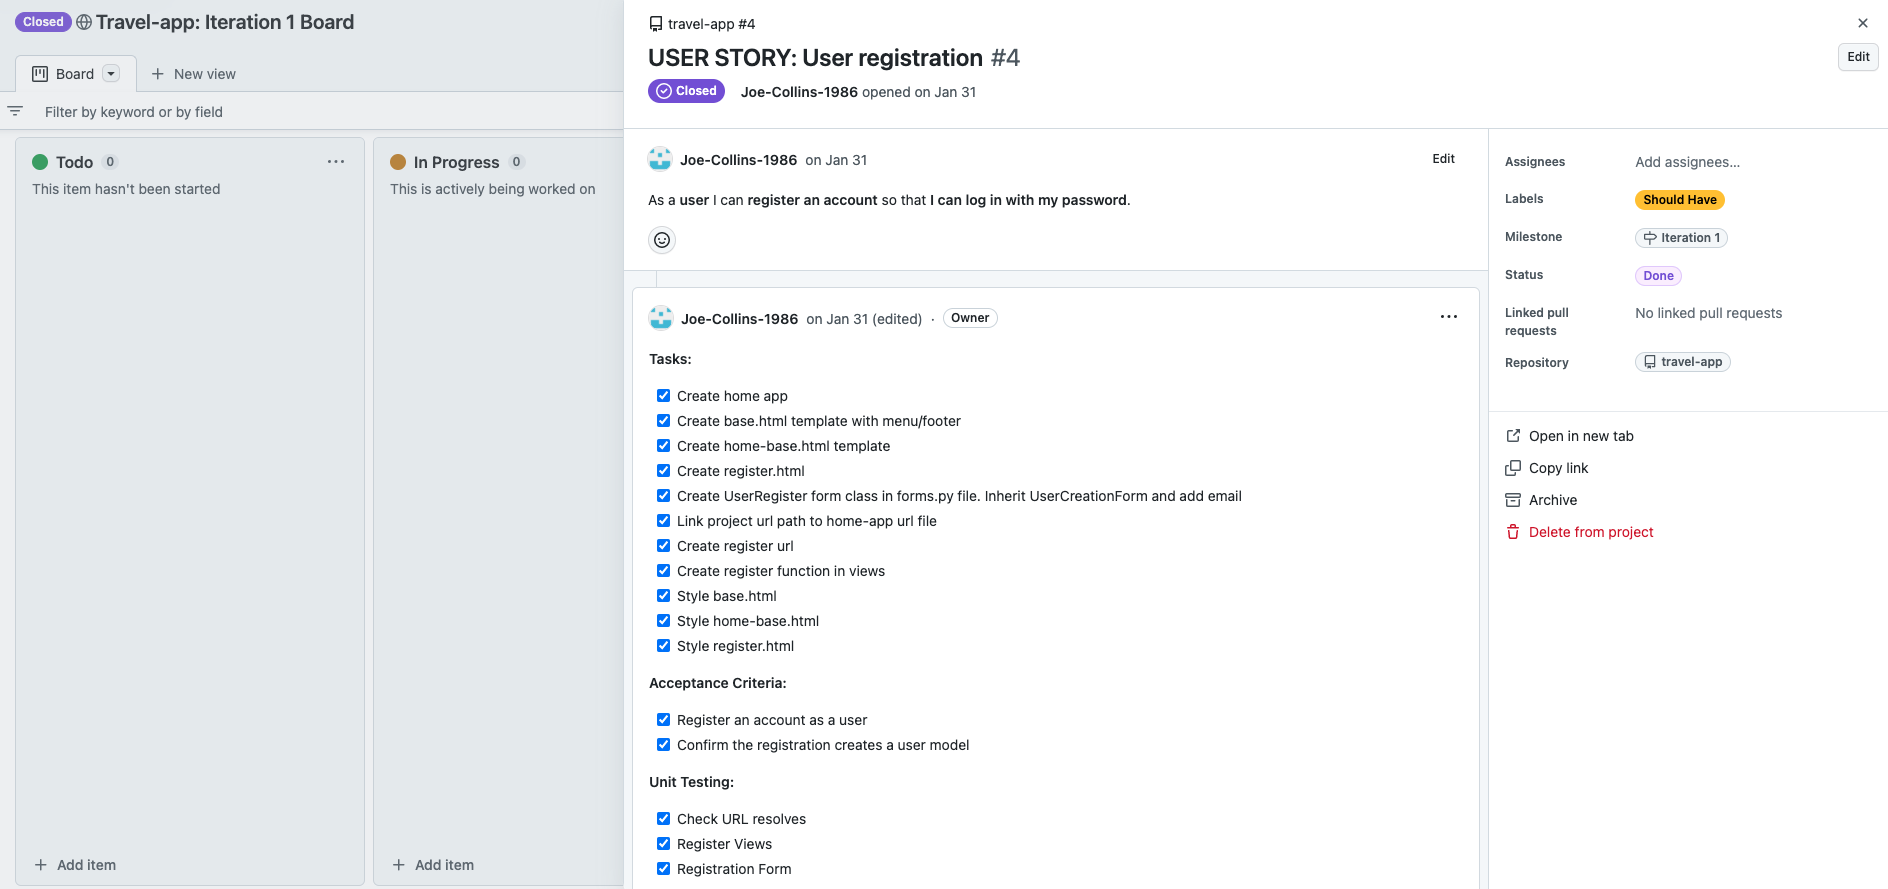 Closed Travel-app: Iteration 1 Board
Board
New view
Filter by keyword or by field
Todo 0
This item hasn't been started
Add item
In Progress 0
This is actively being worked on
Add item
travel-app #4
USER STORY: User registration #4
Edit
Closed Joe-Collins-1986 opened on Jan 31
Joe-Collins-1986 on Jan 31
Edit
As a user I can register an account so that I can log in with my password.
Joe-Collins-1986 on Jan 31 (edited) · Owner
Tasks:
Create home app
Create base.html template with menu/footer
Create home-base.html template
Create register.html
Create UserRegister form class in forms.py file. Inherit UserCreationForm and add email
Link project url path to home-app url file
Create register url
Create register function in views
Style base.html
Style home-base.html
Style register.html
Acceptance Criteria:
Register an account as a user
Confirm the registration creates a user model
Unit Testing:
Check URL resolves
Register Views
Registration Form
Assignees Add assignees...
Labels Should Have
Milestone Iteration 1
Status Done
Linked pull No linked pull requests
requests
Repository travel-app
Open in new tab
Copy link
Archive
Delete from project